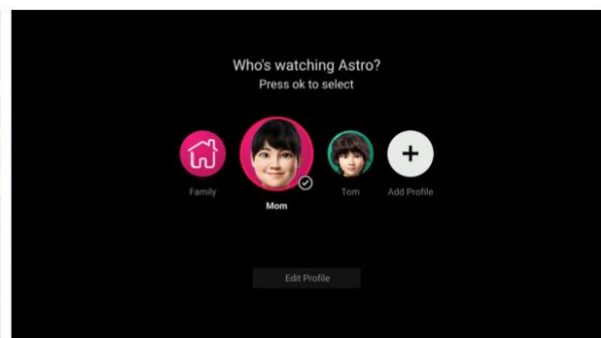 Who's watching Astro?
Press ok to select
Family
Mom
Tom
Add Profile
Edit Profile